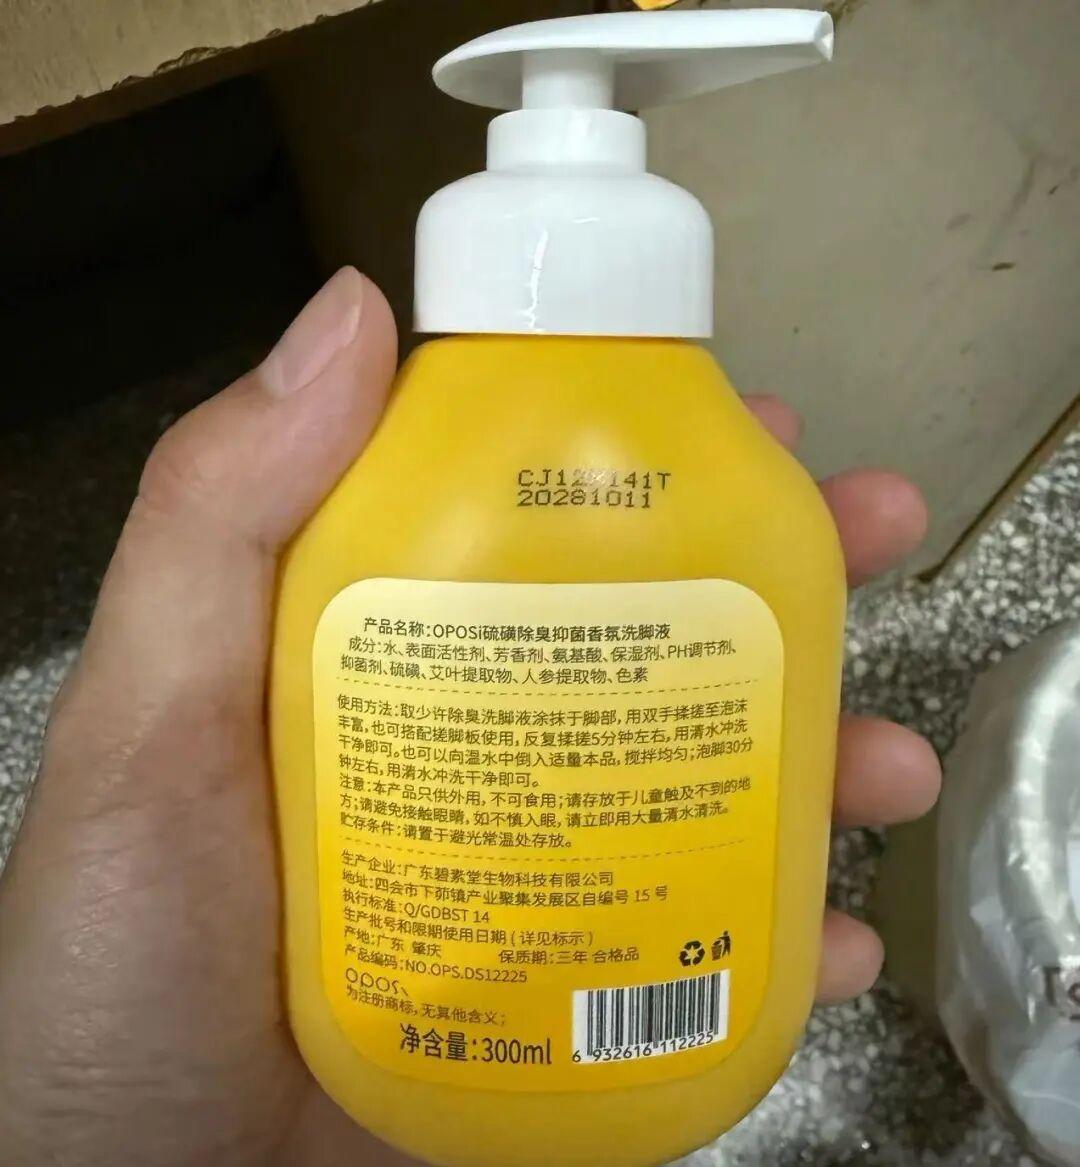 20281011
产品名称:OPOSi硫磺除臭抑菌香氛洗脚液
成分:水、表面活性剂、芳香剂、氨基酸、保湿剂、PH调节剂、
抑菌剂、硫磺、艾叶提取物、人参提取物、色素
使用方法:取少许除臭洗脚液涂抹于脚部,用双手揉搓至泡沫
丰富,也可搭配搓脚板使用,反复揉搓5分钟左右,用清水冲洗
干净即可。也可以向温水中倒入适量本品,搅拌均匀;泡脚30分
钟左右,用清水冲洗干净即可。
注意:本产品只供外用,不可食用;请存放于儿童触及不到的地
方;请避免接触眼睛,如不慎入眼,请立即用大量清水清洗。
贮存条件:请置于避光常温处存放。
生产企业:广东碧素堂生物科技有限公司
地址:四会市下茆镇产业聚集发展区自编号 15 号
执行标准:Q/GDBST 14
生产批号和限期使用日期(详见标示)
产地:广东 肇庆 保质期:三年 合格品
产品编码:NO.OPS.DS12225
oposi
为注册商标,无其他含义;
净含量:300ml
6 932616 112225